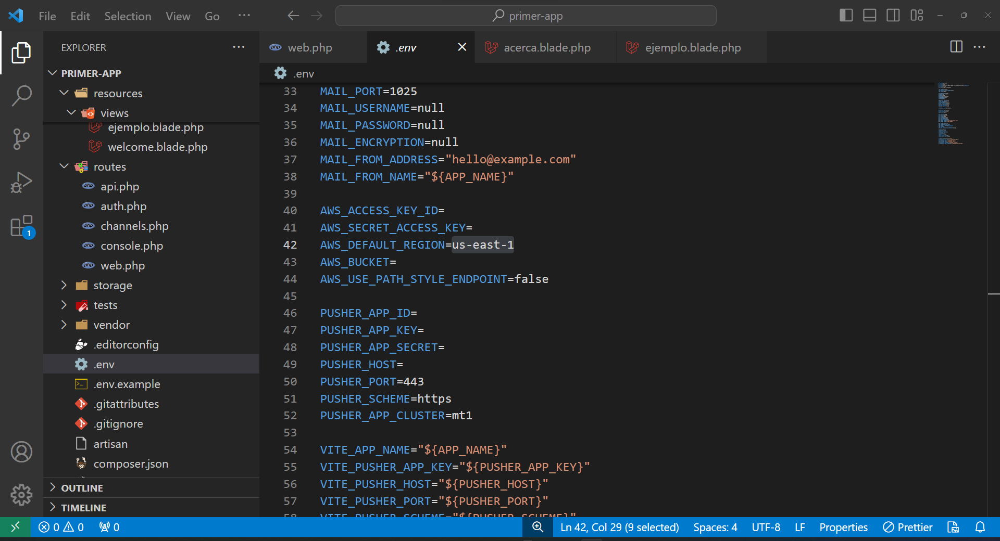 File Edit Selection View Go ···
primer-app
EXPLORER
PRIMER-APP
resources
views
ejemplo.blade.php
welcome.blade.php
routes
api.php
auth.php
channels.php
console.php
web.php
storage
tests
vendor
.editorconfig
.env
.env.example
.gitattributes
.gitignore
artisan
composer.json
OUTLINE
TIMELINE
1
web.php .env acerca.blade.php ejemplo.blade.php
.env
33 MAIL_PORT=1025
34 MAIL_USERNAME=null
35 MAIL_PASSWORD=null
36 MAIL_ENCRYPTION=null
37 MAIL_FROM_ADDRESS="hello@example.com"
38 MAIL_FROM_NAME="${APP_NAME}"
39
40 AWS_ACCESS_KEY_ID=
41 AWS_SECRET_ACCESS_KEY=
42 AWS_DEFAULT_REGION=us-east-1
43 AWS_BUCKET=
44 AWS_USE_PATH_STYLE_ENDPOINT=false
45
46 PUSHER_APP_ID=
47 PUSHER_APP_KEY=
48 PUSHER_APP_SECRET=
49 PUSHER_HOST=
50 PUSHER_PORT=443
51 PUSHER_SCHEME=https
52 PUSHER_APP_CLUSTER=mt1
53
54 VITE_APP_NAME="${APP_NAME}"
55 VITE_PUSHER_APP_KEY="${PUSHER_APP_KEY}"
56 VITE_PUSHER_HOST="${PUSHER_HOST}"
57 VITE_PUSHER_PORT="${PUSHER_PORT}"
58 VITE_PUSHER_SCHEME="${PUSHER_SCHEME}"
0 0 0 Ln 42, Col 29 (9 selected) Spaces: 4 UTF-8 LF Properties Prettier